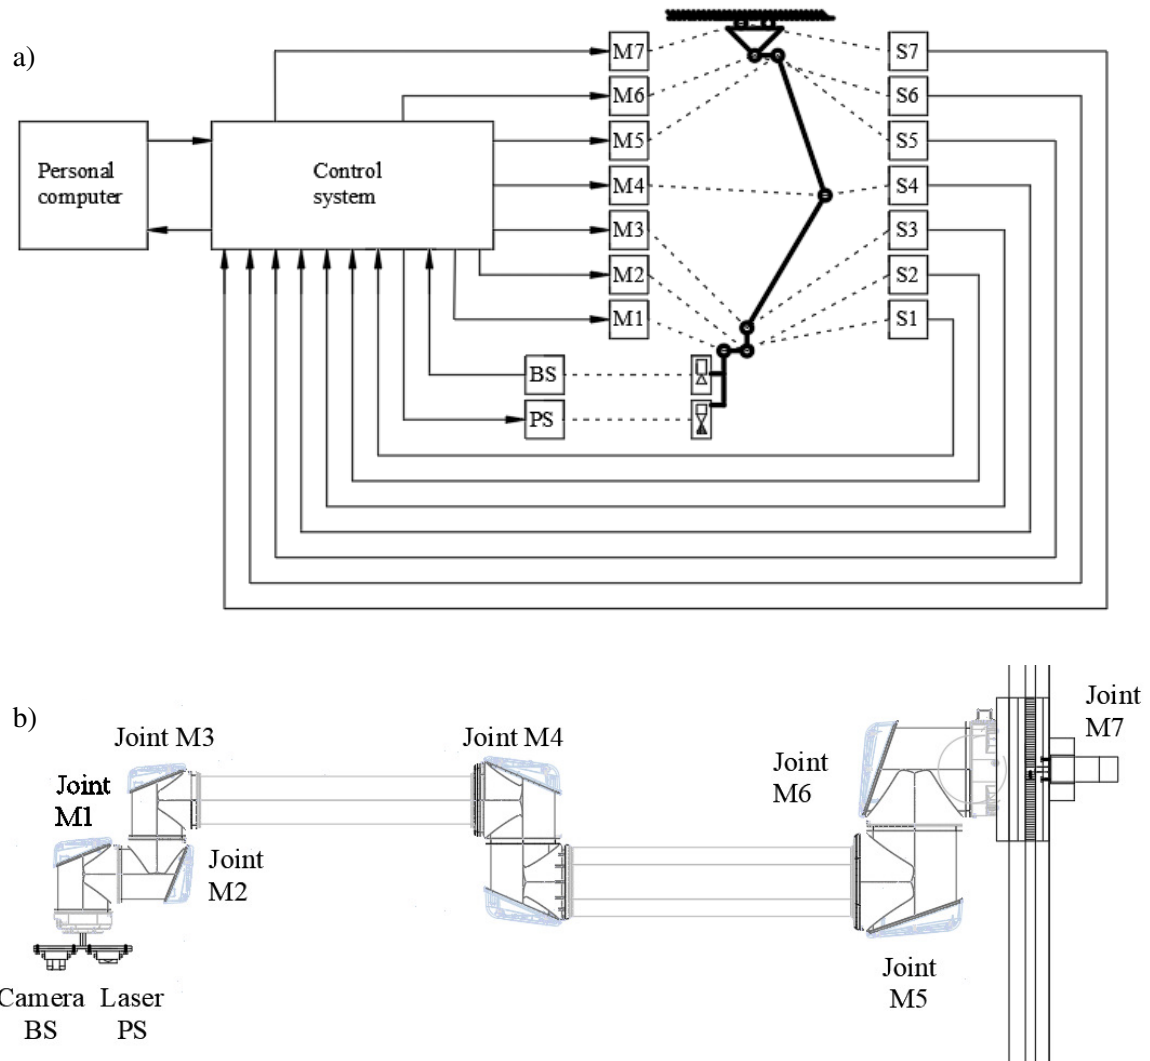 a)
M7
S7
M6
S6
Personal
computer
Control
system
M5
S5
M4
S4
M3
S3
M2
S2
M1
S1
BS
PS
b)
Joint M3
Joint M4
Joint
M7
Joint
M6
Joint
M1
Joint
M2
Joint
M5
Camera
BS
Laser
PS